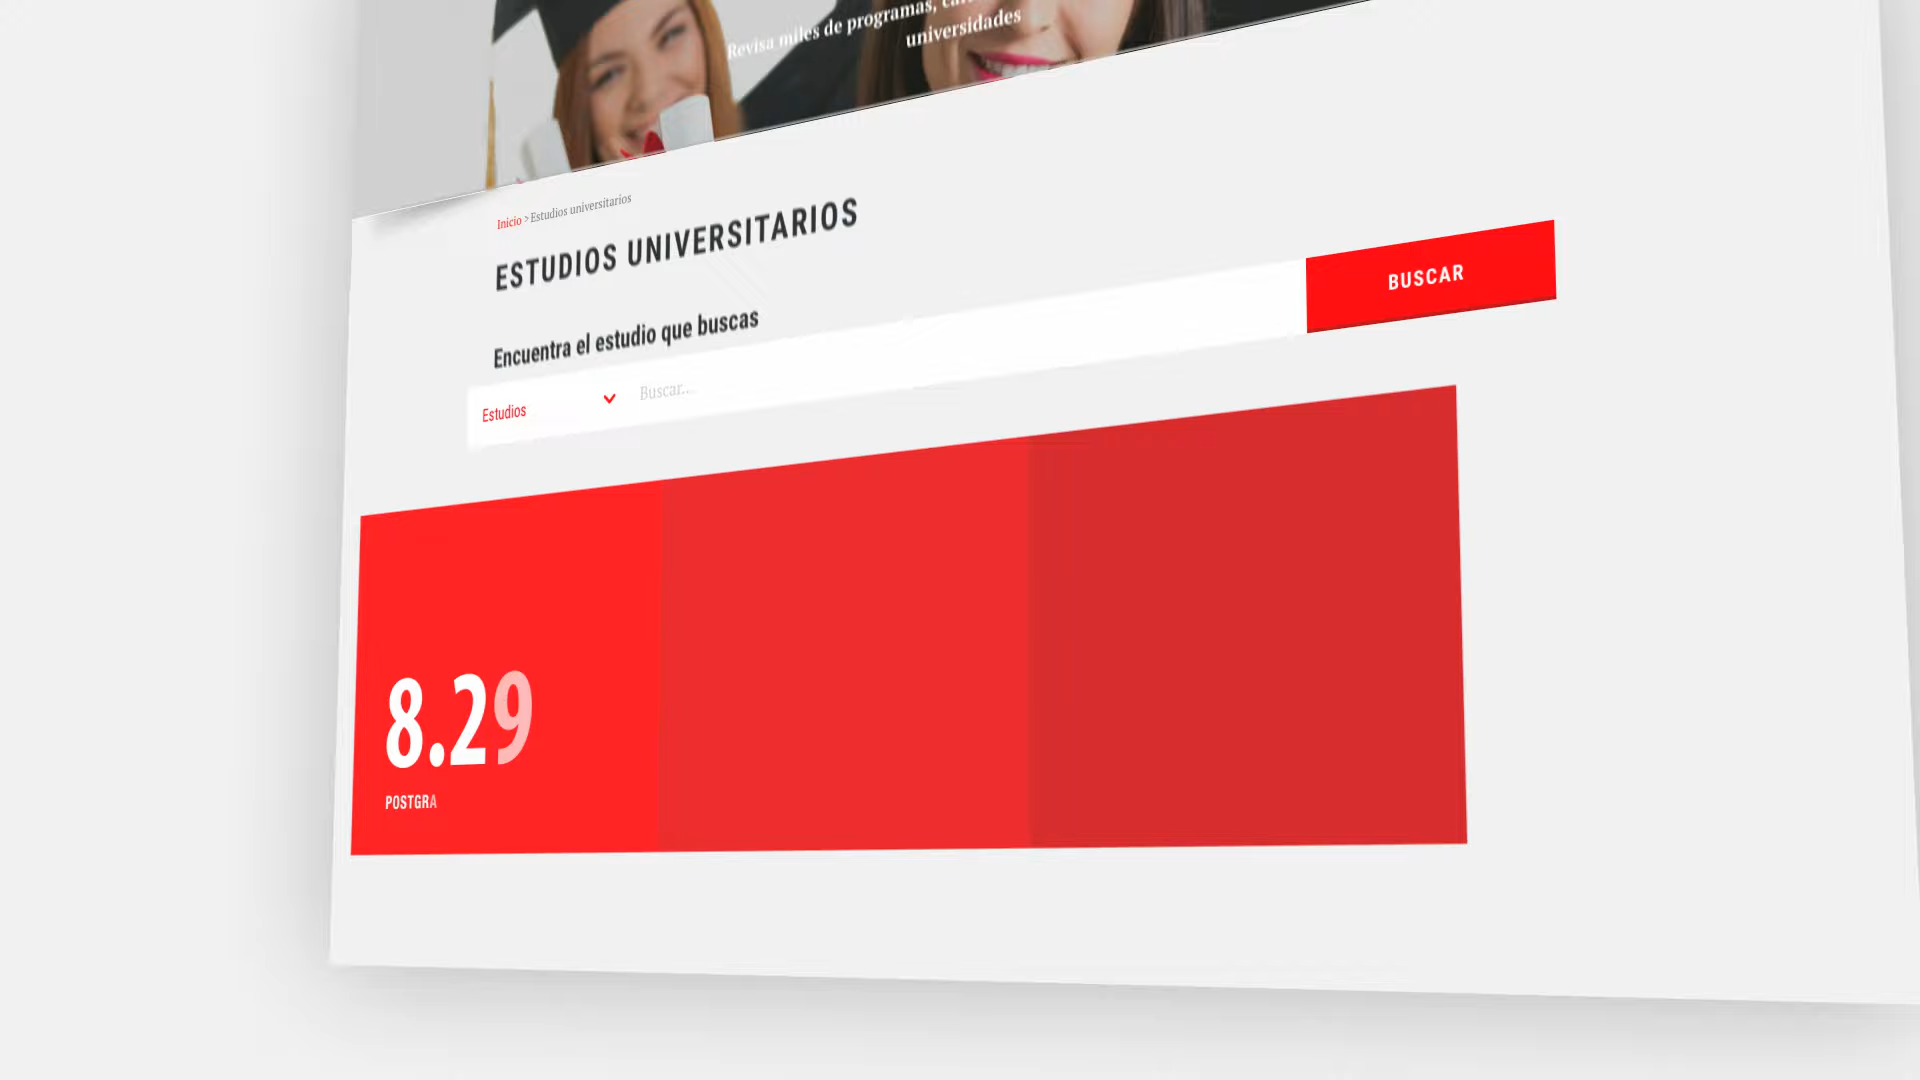 Revisa miles de programas,
universidades
Inicio > Estudios universitarios
ESTUDIOS UNIVERSITARIOS
Encuentra el estudio que buscas
Estudios
Buscar...
BUSCAR
8.29
POSTGRA